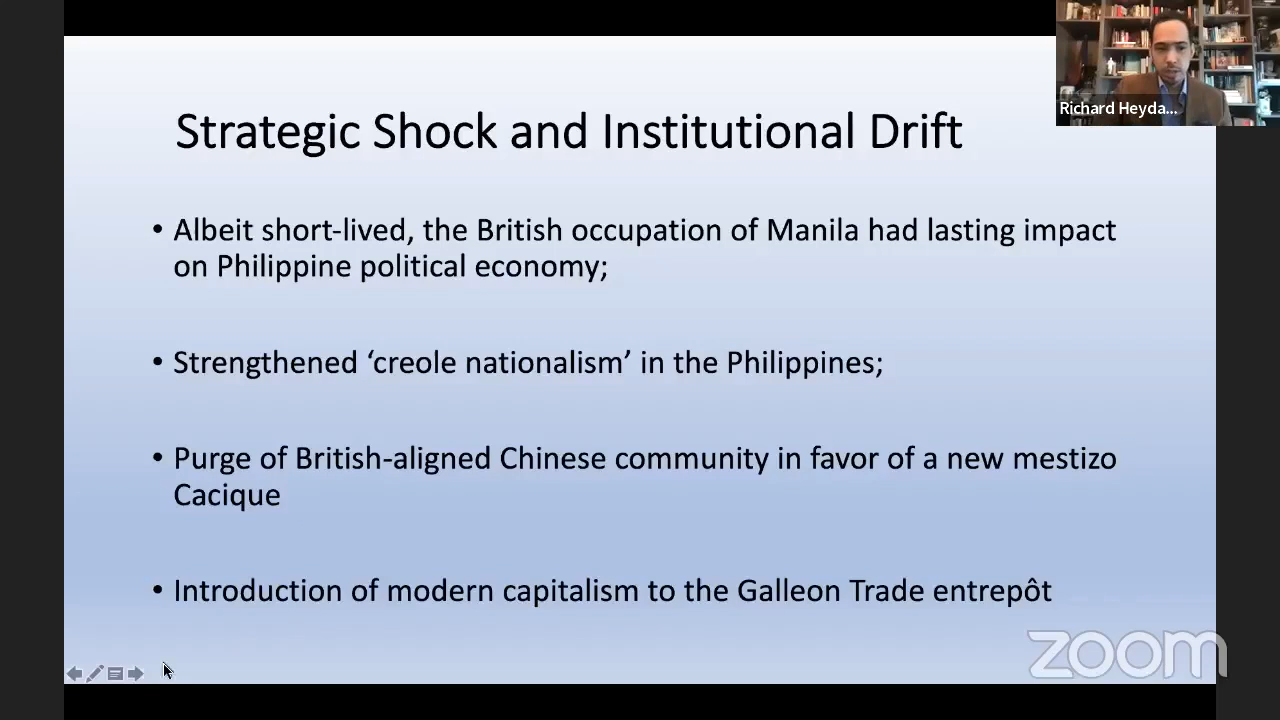 Richard Heyda...
Strategic Shock and Institutional Drift
• Albeit short-lived, the British occupation of Manila had lasting impact
on Philippine political economy;
• Strengthened ‘creole nationalism’ in the Philippines;
• Purge of British-aligned Chinese community in favor of a new mestizo
Cacique
• Introduction of modern capitalism to the Galleon Trade entrepôt
zoom